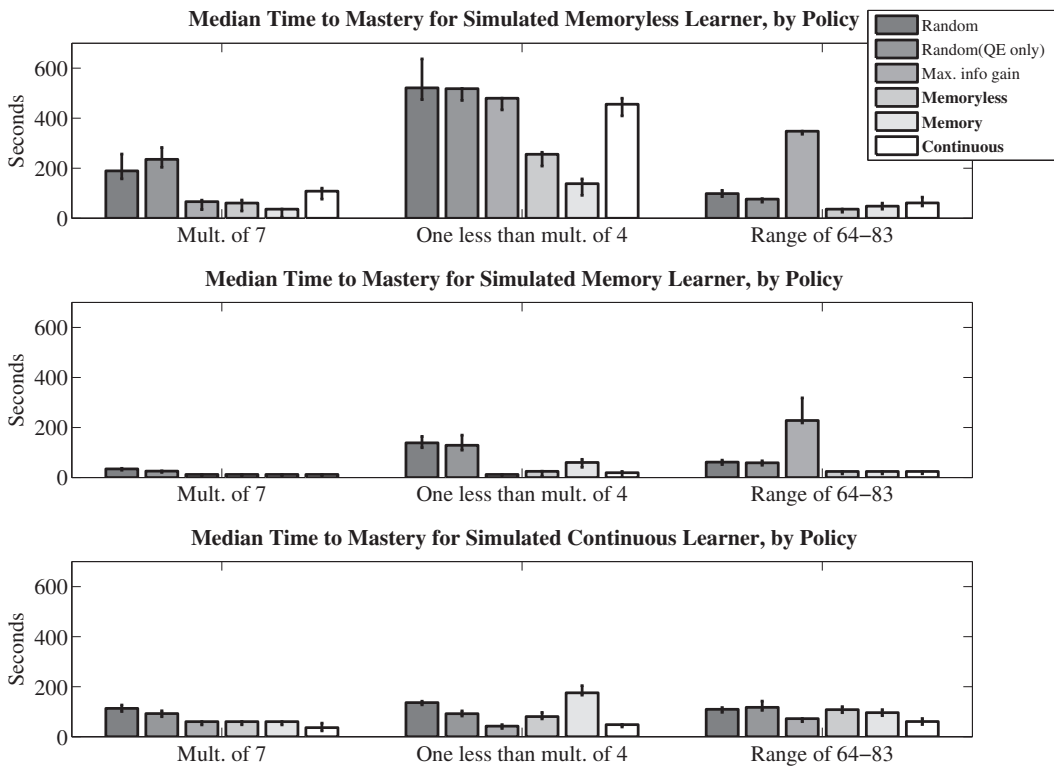 Median Time to Mastery for Simulated Memoryless Learner, by Policy
Random
Random(QE only)
Max. info gain
Memoryless
Memory
Continuous
Seconds
600
400
200
0
Mult. of 7
One less than mult. of 4
Range of 64−83
Median Time to Mastery for Simulated Memory Learner, by Policy
Seconds
600
400
200
0
Mult. of 7
One less than mult. of 4
Range of 64−83
Median Time to Mastery for Simulated Continuous Learner, by Policy
Seconds
600
400
200
0
Mult. of 7
One less than mult. of 4
Range of 64−83